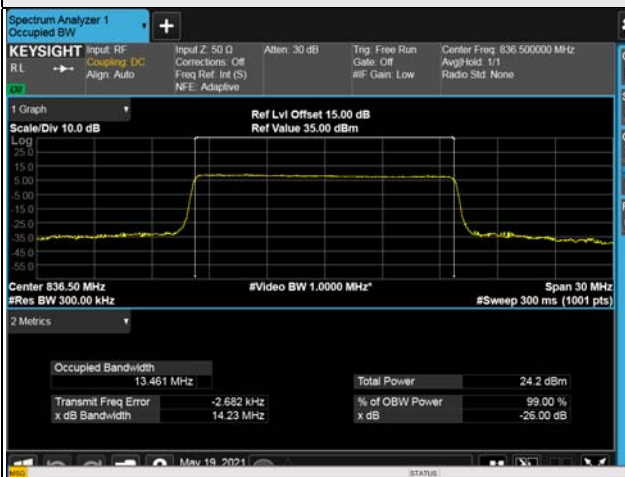 Spectrum Analyzer 1
Occupied BW
KEYSIGHT
RL
Input: RF
Coupling: DC
Align: Auto
Input Z: 50 Ω
Corrections: Off
Freq Ref: Int (S)
NFE: Adaptive
Atten: 30 dB
Trig: Free Run
Gate: Off
#IF Gain: Low
Center Freq: 836.500000 MHz
Avg|Hold: 1/1
Radio Std: None
1 Graph
Scale/Div 10.0 dB
Ref Lvl Offset 15.00 dB
Ref Value 35.00 dBm
Log
25.0
15.0
5.00
-5.00
-15.0
-25.0
-35.0
-45.0
-55.0
Center 836.50 MHz
#Video BW 1.0000 MHz*
Span 30 MHz
#Res BW 300.00 kHz
#Sweep 300 ms (1001 pts)
2 Metrics
Occupied Bandwidth
13.461 MHz
Total Power 24.2 dBm
Transmit Freq Error -2.682 kHz
% of OBW Power 99.00 %
x dB Bandwidth 14.23 MHz
x dB -26.00 dB
May 19, 2021
MSG
STATUS